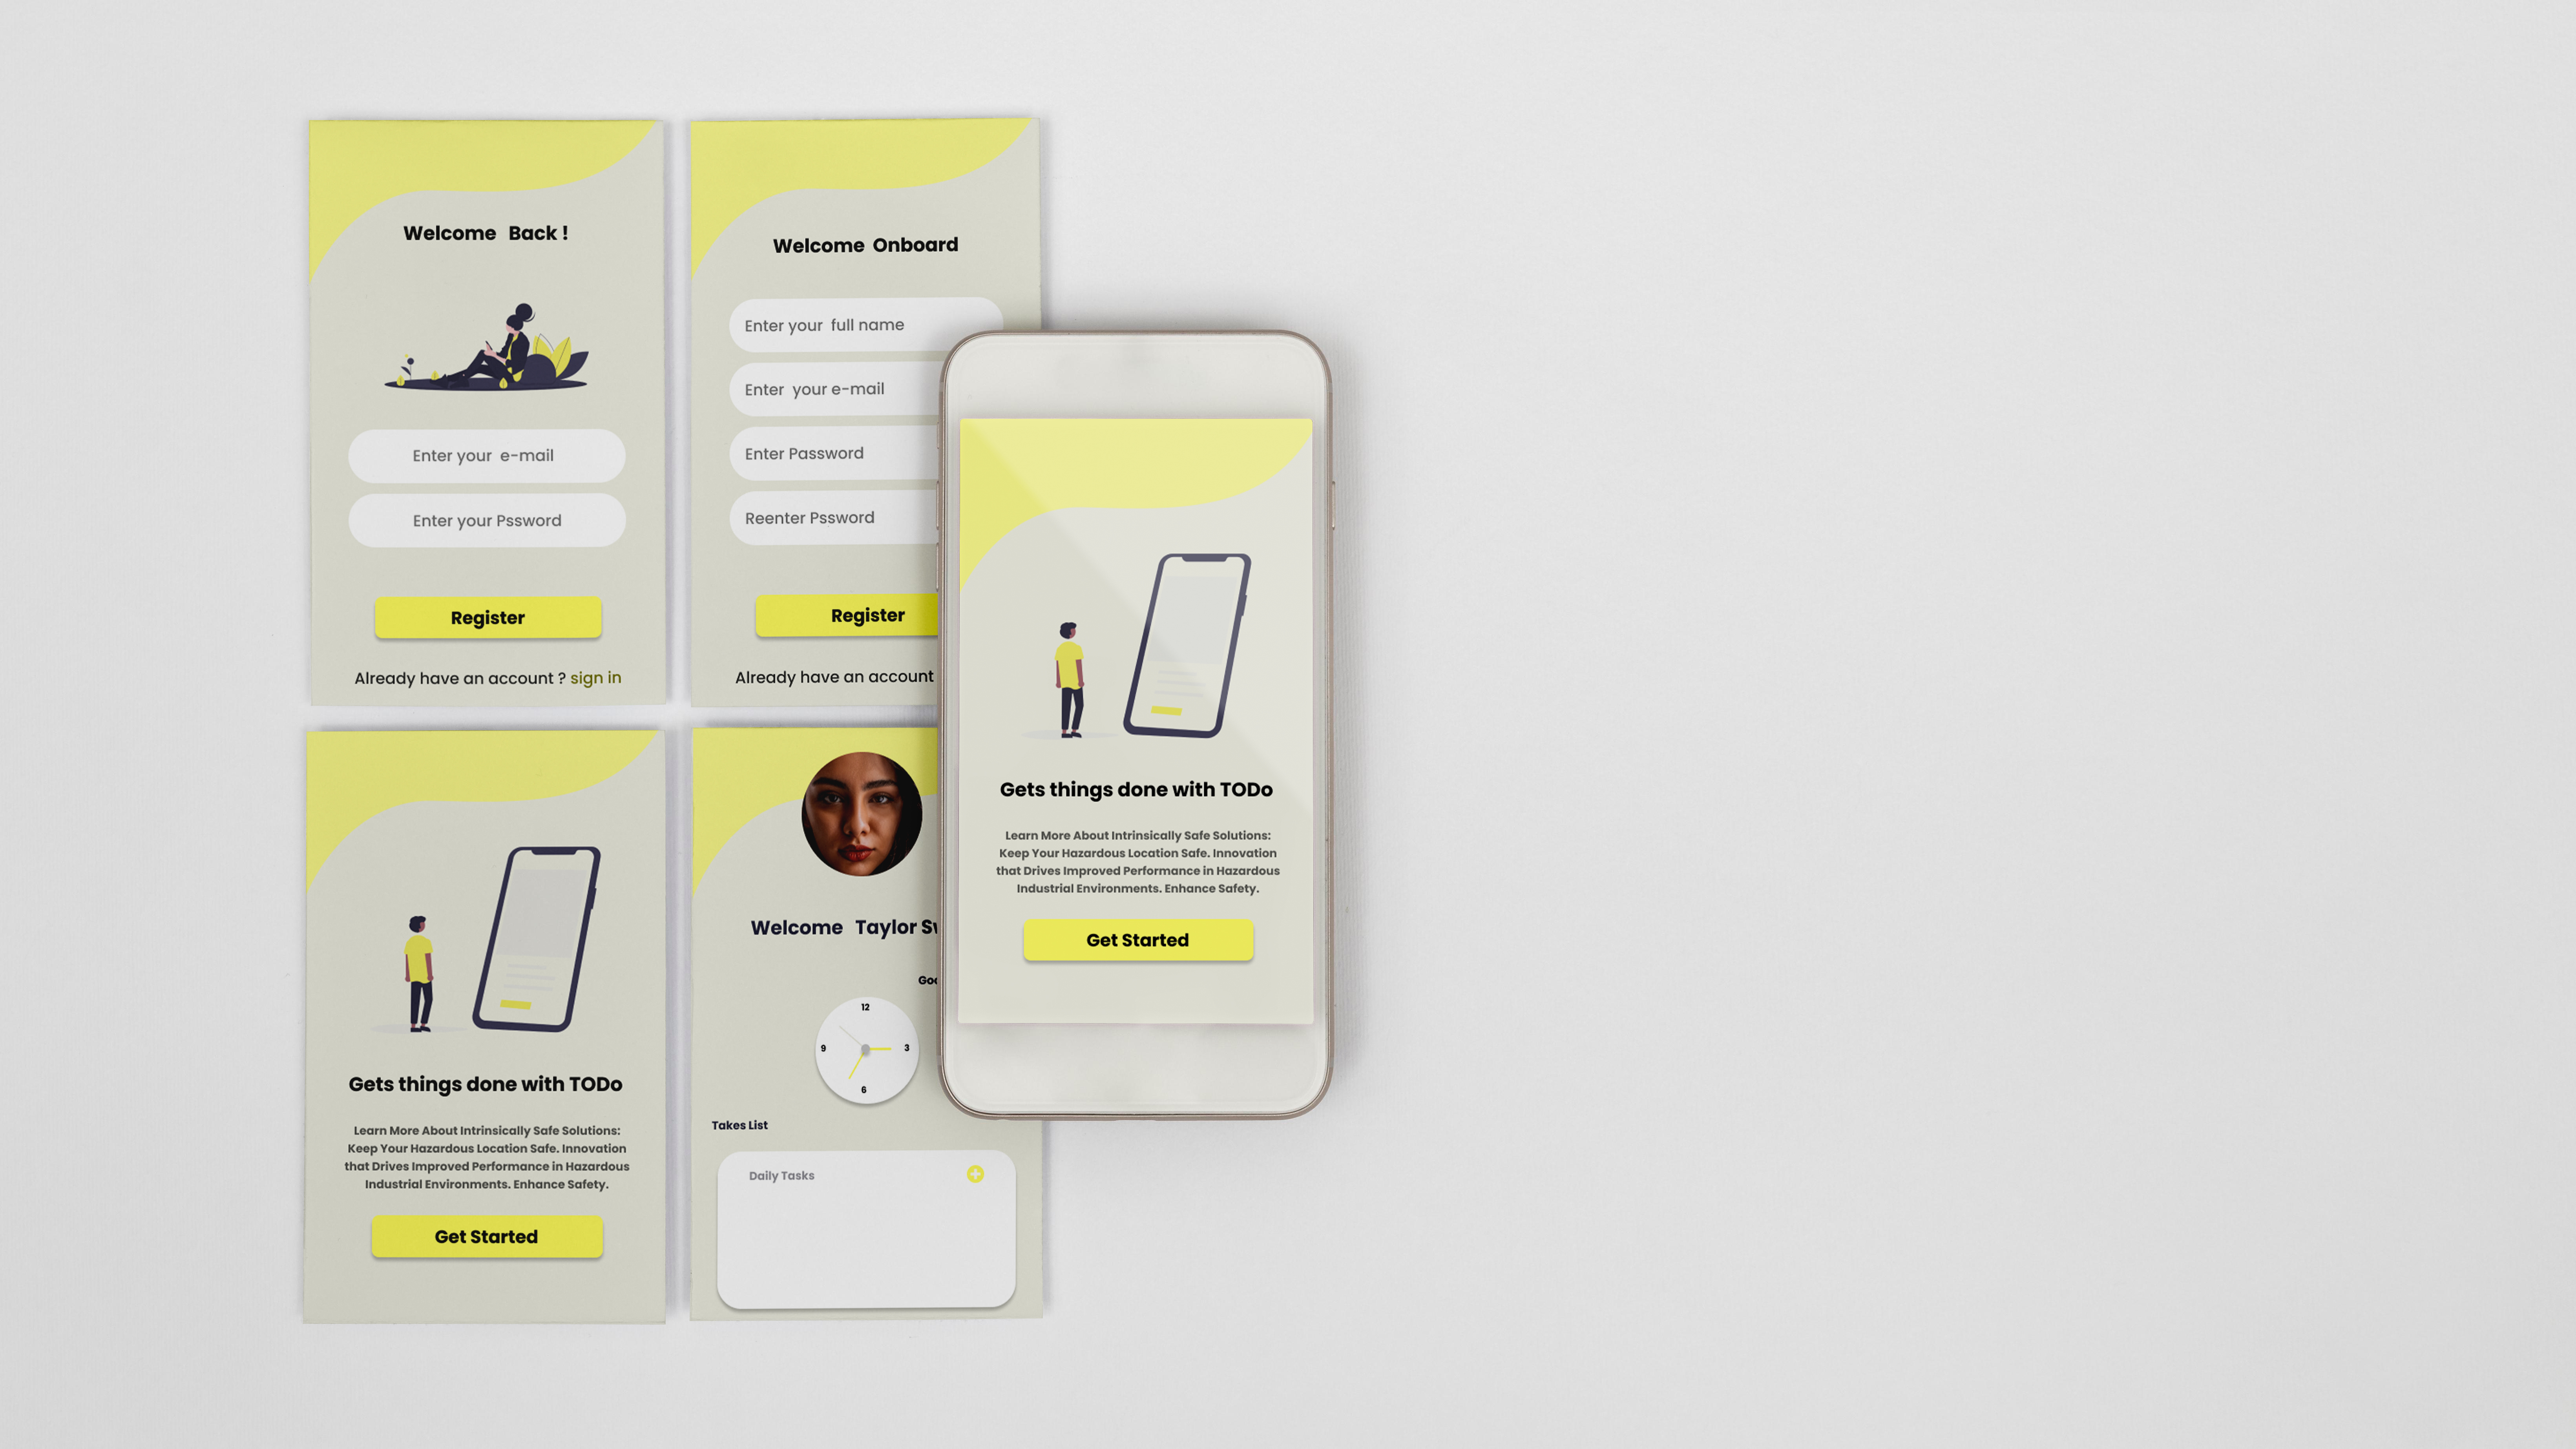 Welcome Back !
Enter your e-mail
Enter your Pssword
Register
Already have an account ? sign in
Welcome Onboard
Enter your full name
Enter your e-mail
Enter Password
Reenter Pssword
Register
Already have an account
Gets things done with TODo
Learn More About Intrinsically Safe Solutions:
Keep Your Hazardous Location Safe. Innovation
that Drives Improved Performance in Hazardous
Industrial Environments. Enhance Safety.
Get Started
Welcome Taylor
12
9
3
6
Takes List
Daily Tasks
Gets things done with TODo
Learn More About Intrinsically Safe Solutions:
Keep Your Hazardous Location Safe. Innovation
that Drives Improved Performance in Hazardous
Industrial Environments. Enhance Safety.
Get Started